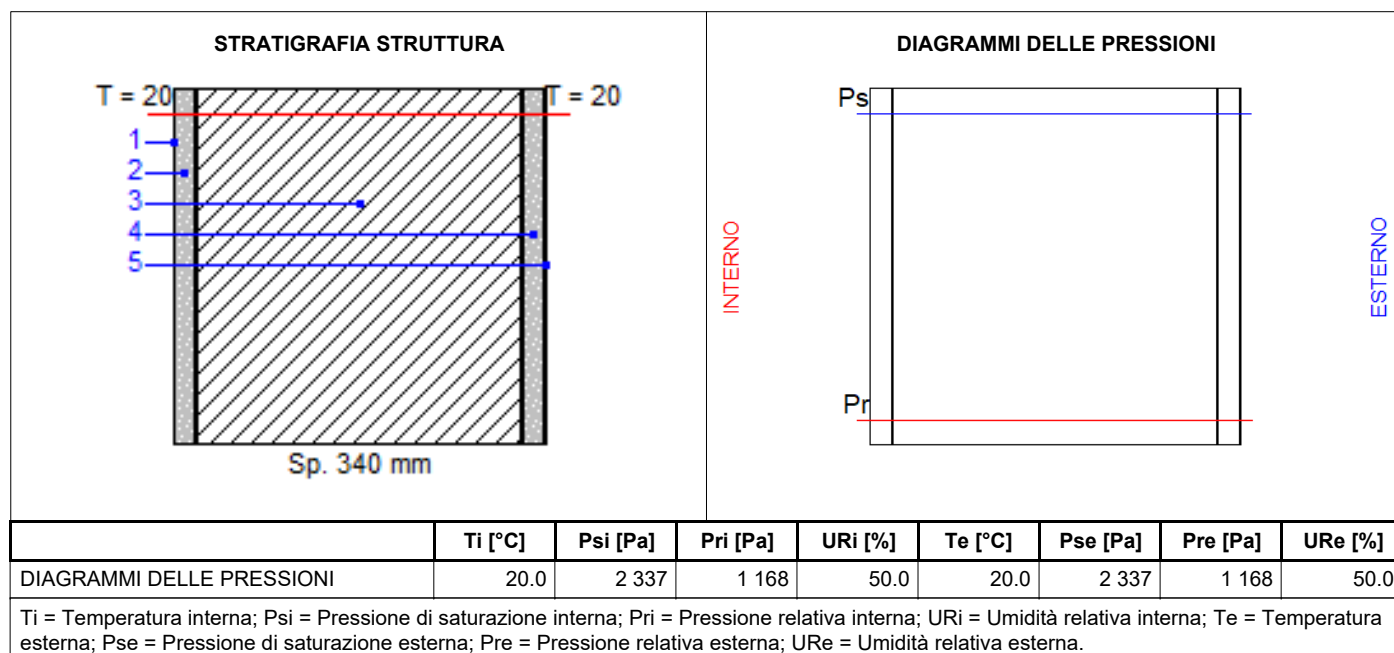 STRATIGRAFIA STRUTTURA
T = 20
T = 20
1
2
3
4
5
Sp. 340 mm
DIAGRAMMI DELLE PRESSIONI
Ps
Pr
INTERNO
ESTERNO
Ti [°C] Psi [Pa] Pri [Pa] URi [%] Te [°C] Pse [Pa] Pre [Pa] URe [%]
DIAGRAMMI DELLE PRESSIONI 20.0 2 337 1 168 50.0 20.0 2 337 1 168 50.0
Ti = Temperatura interna; Psi = Pressione di saturazione interna; Pri = Pressione relativa interna; URi = Umidità relativa interna; Te = Temperatura
esterna; Pse = Pressione di saturazione esterna; Pre = Pressione relativa esterna; URe = Umidità relativa esterna.